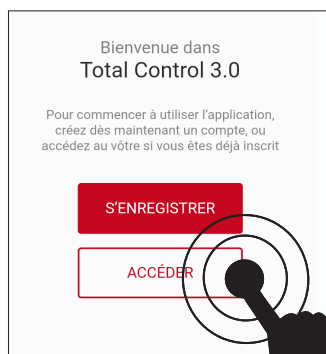 Bienvenue dans
Total Control 3.0
Pour commencer à utiliser l'application,
créez dès maintenant un compte, ou
accédez au vôtre si vous êtes déjà inscrit
S'ENREGISTRER
ACCÉDER